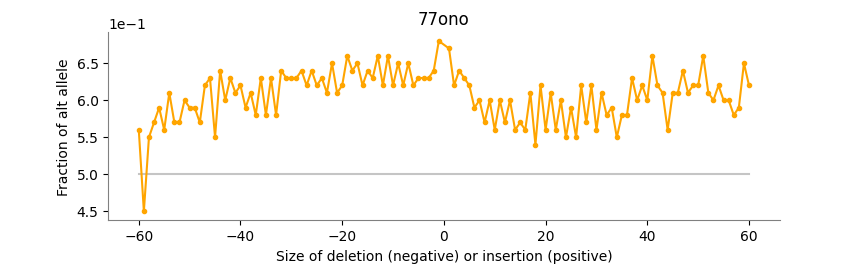 77ono
1e−1
Fraction of alt allele
6.5
6.0
5.5
5.0
4.5
−60 −40 −20 0 20 40 60
Size of deletion (negative) or insertion (positive)